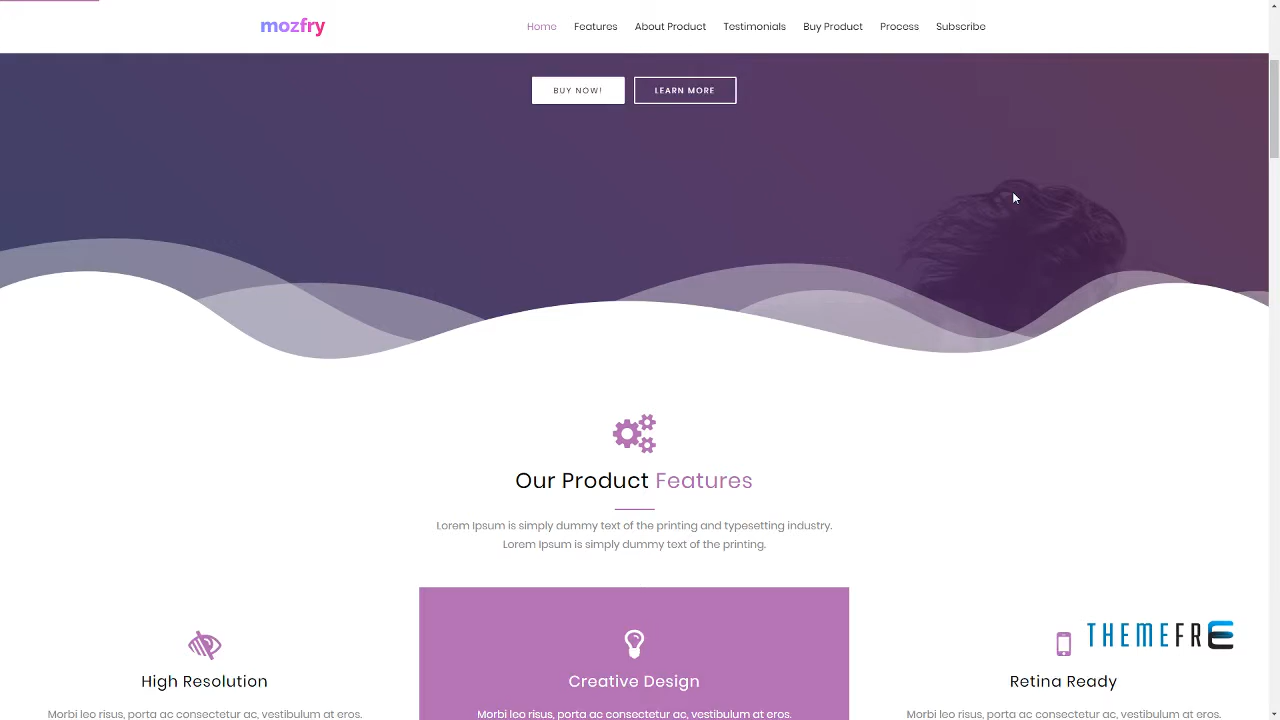 mozfry
Home Features About Product Testimonials Buy Product Process Subscribe
BUY NOW! LEARN MORE
Our Product Features
Lorem Ipsum is simply dummy text of the printing and typesetting industry.
Lorem Ipsum is simply dummy text of the printing.
THEMEFRE
High Resolution Creative Design Retina Ready
Morbi leo risus, porta ac consectetur ac, vestibulum at eros. Morbi leo risus, porta ac consectetur ac, vestibulum at eros. Morbi leo risus, porta ac consectetur ac, vestibulum at eros.